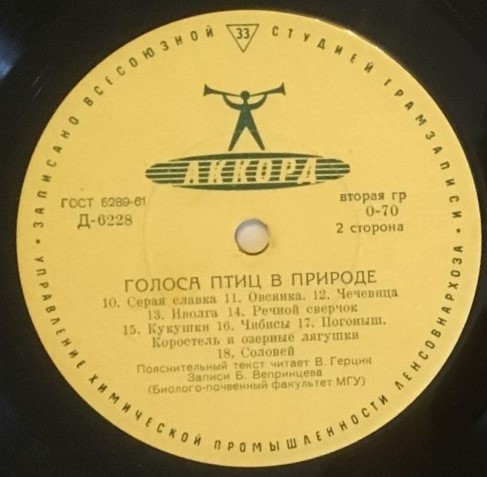 ЗАПИСАНО ВСЕСОЮЗНОЙ СТУДИЕЙ ГРАМЗАПИСИ
33
АККОРД
ГОСТ 5289-61
Д-6228
вторая гр
0-70
2 сторона
ГОЛОСА ПТИЦ В ПРИРОДЕ
10. Серая славка 11. Овсянка. 12. Чечевица
13. Иволга 14. Речной сверчок
15. Кукушки 16. Чибисы 17. Погоныш.
Коростель и озерные лягушки
18. Соловей
Пояснительный текст читает В. Герцик
Записи Б. Вепринцева
(Биолого-почвенный факультет МГУ)
УПРАВЛЕНИЕ ХИМИЧЕСКОЙ ПРОМЫШЛЕННОСТИ ЛЕНСОВНАРХОЗА